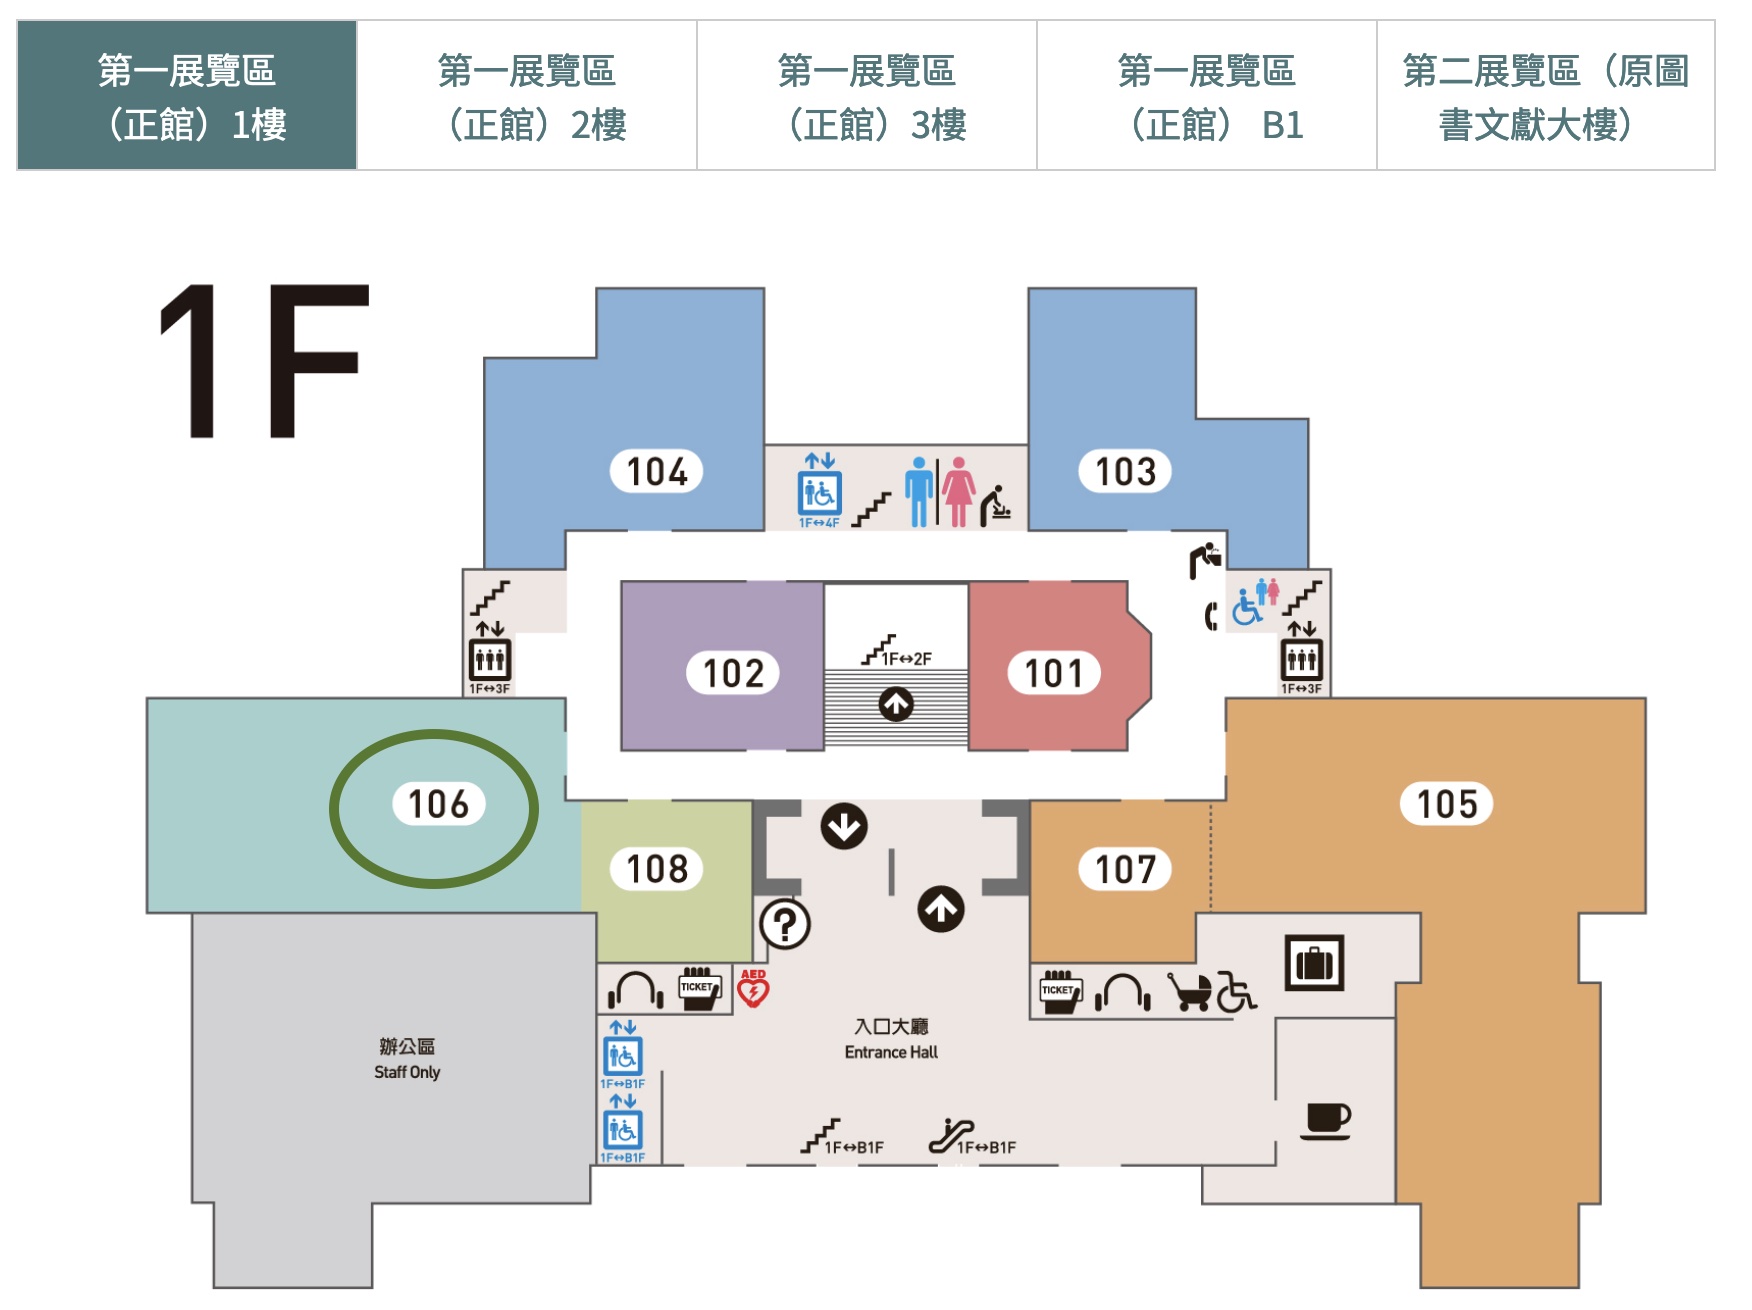 第一展覽區
（正館）1樓
第一展覽區
（正館）2樓
第一展覽區
（正館）3樓
第一展覽區
（正館） B1
第二展覽區（原圖
書文獻大樓）
1F
104
103
1F↔4F
102
101
1F↔2F
1F↔3F
1F↔3F
106
105
108
107
?
TICKET
AED
TICKET
入口大廳
Entrance Hall
辦公區
Staff Only
1F↔B1F
1F↔B1F
1F↔B1F
1F↔B1F